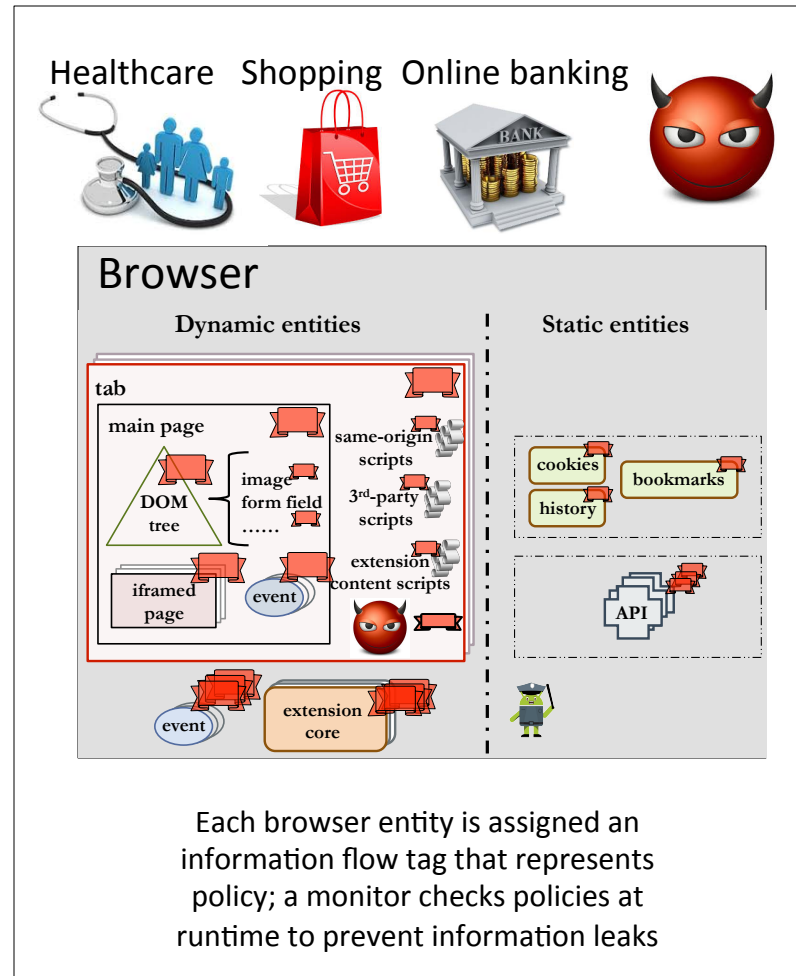 Healthcare Shopping Online banking
BANK
Browser
Dynamic entities
Static entities
tab
main page
DOM
tree
image
form field
......
same-origin
scripts
3rd-party
scripts
extension
content scripts
iframed
page
event
event
extension
core
cookies
history
bookmarks
API
Each browser entity is assigned an
information flow tag that represents
policy; a monitor checks policies at
runtime to prevent information leaks